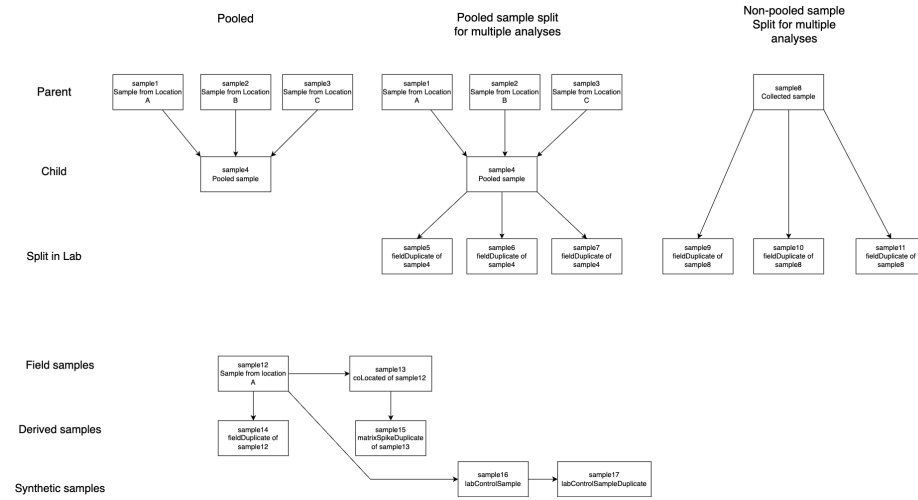 Pooled
Pooled sample split
for multiple analyses
Non-pooled sample
Split for multiple
analyses
Parent
sample1
Sample from Location
A
sample2
Sample from Location
B
sample3
Sample from Location
C
sample1
Sample from Location
A
sample2
Sample from Location
B
sample3
Sample from Location
C
sample8
Collected sample
Child
sample4
Pooled sample
sample4
Pooled sample
Split in Lab
sample5
fieldDuplicate of
sample4
sample6
fieldDuplicate of
sample4
sample7
fieldDuplicate of
sample4
sample9
fieldDuplicate of
sample8
sample10
fieldDuplicate of
sample8
sample11
fieldDuplicate of
sample8
Field samples
sample12
Sample from location
A
sample13
coLocated of sample12
Derived samples
sample14
fieldDuplicate of
sample12
sample15
matrixSpikeDuplicate
of sample13
Synthetic samples
sample16
labControlSample
sample17
labControlSampleDuplicate